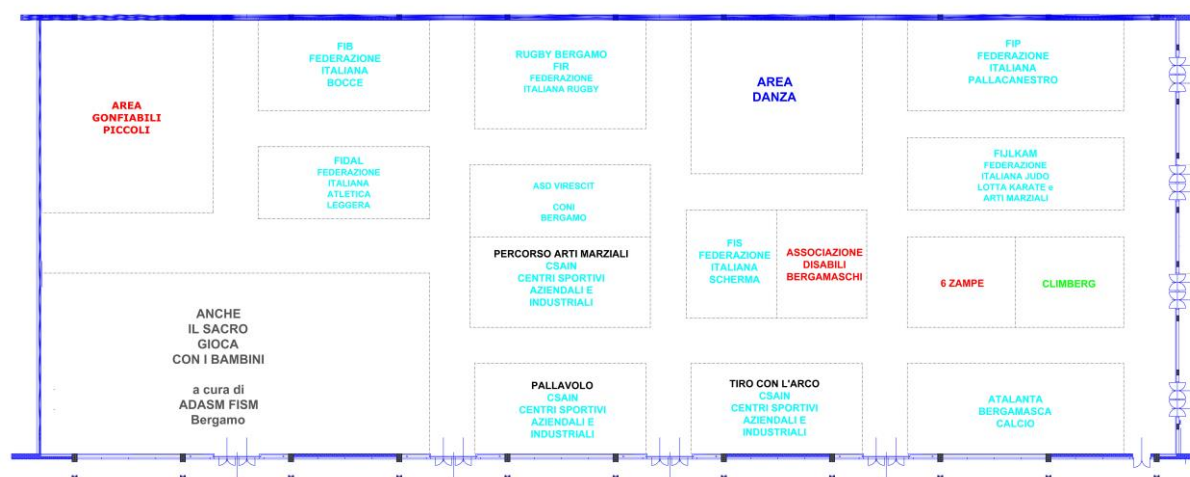 AREA
GONFIABILI
PICCOLI
FIB
FEDERAZIONE
ITALIANA
BOCCE
RUGBY BERGAMO
FIR
FEDERAZIONE
ITALIANA RUGBY
AREA
DANZA
FIP
FEDERAZIONE
ITALIANA
PALLACANESTRO
FIDAL
FEDERAZIONE
ITALIANA
ATLETICA
LEGGERA
ASD VIRESCIT
CONI
BERGAMO
FIJLKAM
FEDERAZIONE
ITALIANA JUDO
LOTTA KARATE e
ARTI MARZIALI
PERCORSO ARTI MARZIALI
CSAIN
CENTRI SPORTIVI
AZIENDALI E
INDUSTRIALI
FIS
FEDERAZIONE
ITALIANA
SCHERMA
ASSOCIAZIONE
DISABILI
BERGAMASCHI
6 ZAMPE
CLIMBERG
ANCHE
IL SACRO
GIOCA
CON I BAMBINI
a cura di
ADASM FISM
Bergamo
PALLAVOLO
CSAIN
CENTRI SPORTIVI
AZIENDALI E
INDUSTRIALI
TIRO CON L'ARCO
CSAIN
CENTRI SPORTIVI
AZIENDALI E
INDUSTRIALI
ATALANTA
BERGAMASCA
CALCIO